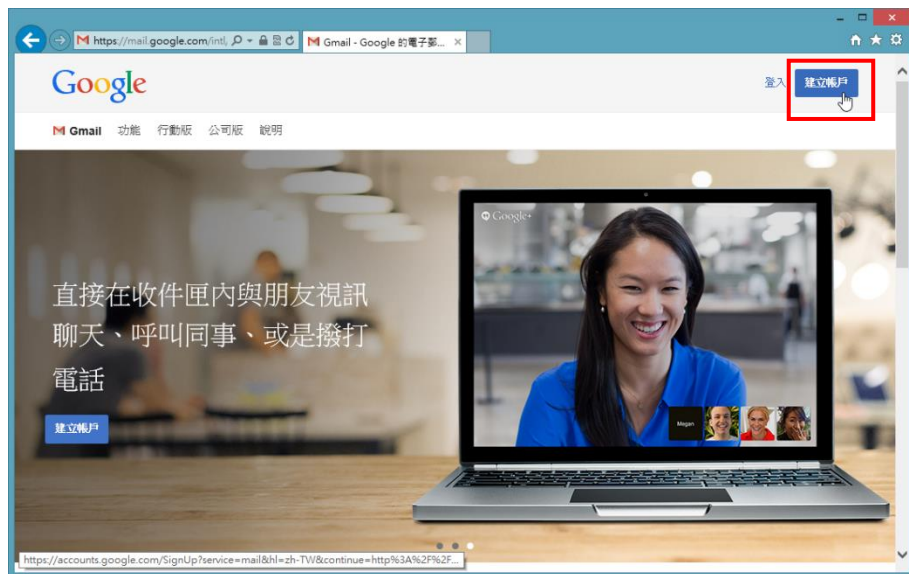 https://mail.google.com/intl,
Gmail - Google 的電子郵...
Google
登入 建立帳戶
Gmail 功能 行動版 公司版 說明
Google+
直接在收件匣內與朋友視訊
聊天、呼叫同事、或是撥打
電話
建立帳戶
Megan
https://accounts.google.com/SignUp?service=mail&hl=zh-TW&continue=http%3A%2F%2F...